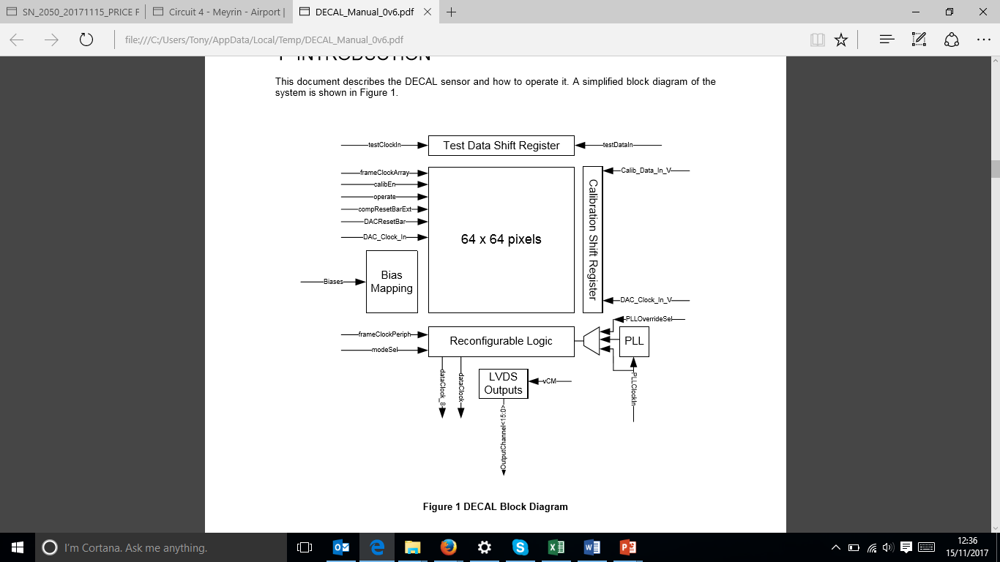 SN_2050_20171115_PRICE F
Circuit 4 - Meyrin - Airport |
DECAL_Manual_0v6.pdf
file:///C:/Users/Tony/AppData/Local/Temp/DECAL_Manual_0v6.pdf
1 INTRODUCTION
This document describes the DECAL sensor and how to operate it. A simplified block diagram of the
system is shown in Figure 1.
testClockIn
Test Data Shift Register
testDataIn
frameClockArray
calibEn
operate
compResetBarExt
DACResetBar
DAC_Clock_In
64 x 64 pixels
Calib_Data_In_V
Calibration Shift Register
DAC_Clock_In_V
Biases
Bias
Mapping
frameClockPeriph
modeSel
Reconfigurable Logic
PLLOverrideSel
PLL
PLLClockIn
dataClock_8
dataClock
LVDS
Outputs
vCM
OutputChannel<15:0>
Figure 1 DECAL Block Diagram
I'm Cortana. Ask me anything.
12:36
15/11/2017